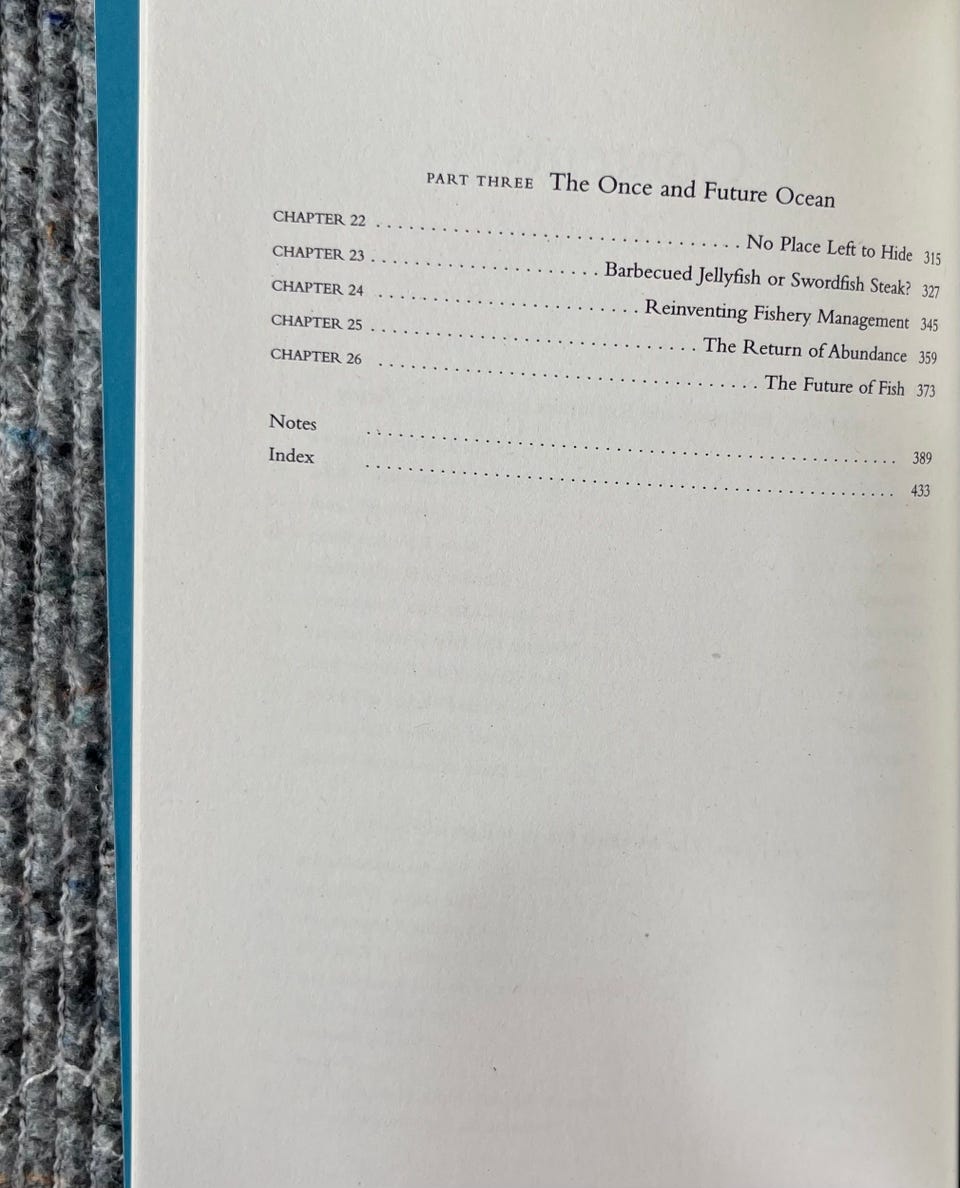 PART THREE The Once and Future Ocean
CHAPTER 22 . . . . . . . . . . . . . . . . . . . . . . . . . . . . . . . . . . No Place Left to Hide 315
CHAPTER 23 . . . . . . . . . . . . . . . . . . . . . Barbecued Jellyfish or Swordfish Steak? 327
CHAPTER 24 . . . . . . . . . . . . . . . . . . . . . . . . Reinventing Fishery Management 345
CHAPTER 25 . . . . . . . . . . . . . . . . . . . . . . . . . . . . . . The Return of Abundance 359
CHAPTER 26 . . . . . . . . . . . . . . . . . . . . . . . . . . . . . . . . . . . The Future of Fish 373
Notes . . . . . . . . . . . . . . . . . . . . . . . . . . . . . . . . . . . . . . . . . . . . . . . . . 389
Index . . . . . . . . . . . . . . . . . . . . . . . . . . . . . . . . . . . . . . . . . . . . . . . . . 433